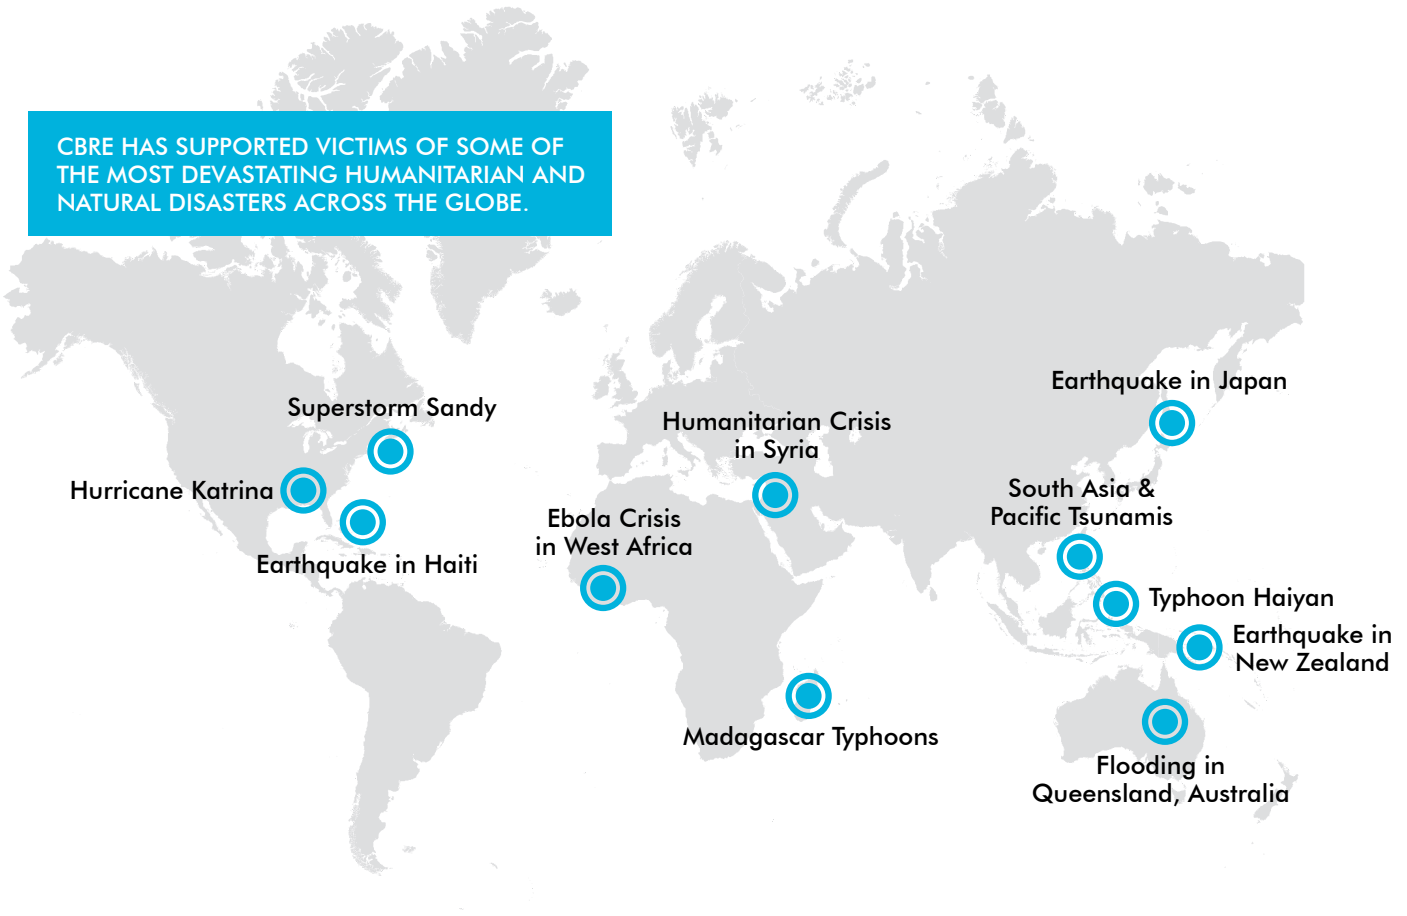 CBRE HAS SUPPORTED VICTIMS OF SOME OF
THE MOST DEVASTATING HUMANITARIAN AND
NATURAL DISASTERS ACROSS THE GLOBE.
Earthquake in Japan
Superstorm Sandy
Humanitarian Crisis
in Syria
Hurricane Katrina
South Asia &
Pacific Tsunamis
Ebola Crisis
in West Africa
Earthquake in Haiti
Typhoon Haiyan
Earthquake in
New Zealand
Madagascar Typhoons
Flooding in
Queensland, Australia